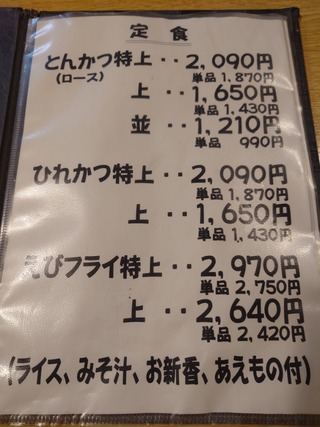 定食
とんかつ特上‥2,090円
(ロース) 単品 1,870円
上‥1,650円
単品 1,430円
並‥1,210円
単品 990円
ひれかつ特上‥2,090円
単品 1,870円
上‥1,650円
単品 1,430円
えびフライ特上‥2,970円
単品 2,750円
上‥2,640円
単品 2,420円
(ライス、みそ汁、お新香、あえもの付)